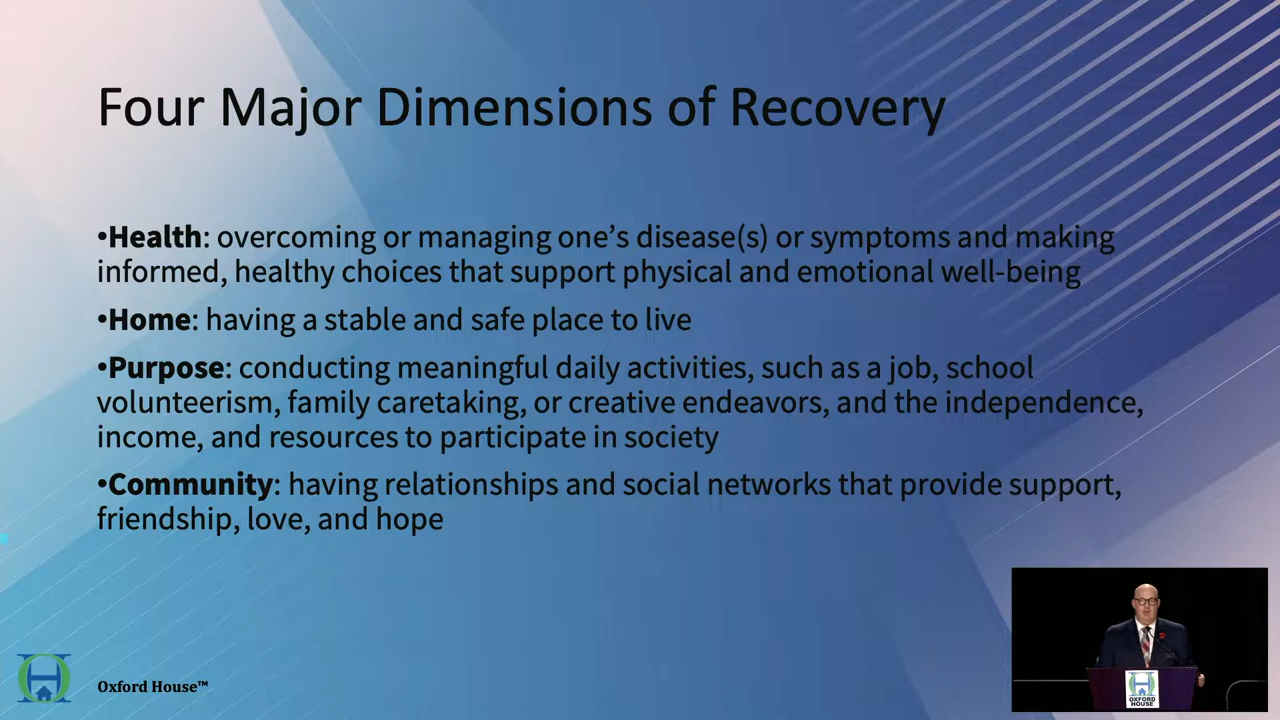 Four Major Dimensions of Recovery
•Health: overcoming or managing one’s disease(s) or symptoms and making
informed, healthy choices that support physical and emotional well-being
•Home: having a stable and safe place to live
•Purpose: conducting meaningful daily activities, such as a job, school
volunteerism, family caretaking, or creative endeavors, and the independence,
income, and resources to participate in society
•Community: having relationships and social networks that provide support,
friendship, love, and hope
Oxford House™
OXFORD
HOUSE